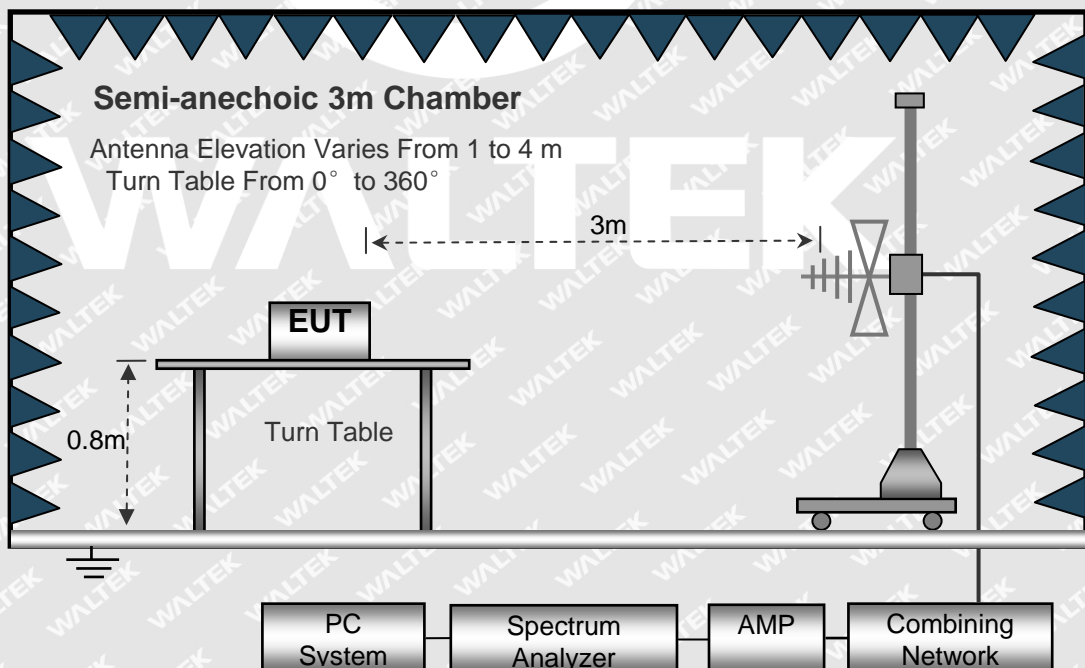 Semi-anechoic 3m Chamber
Antenna Elevation Varies From 1 to 4 m
Turn Table From 0° to 360°
WALTEK
3m
EUT
0.8m
Turn Table
PC
System
Spectrum
Analyzer
AMP
Combining
Network